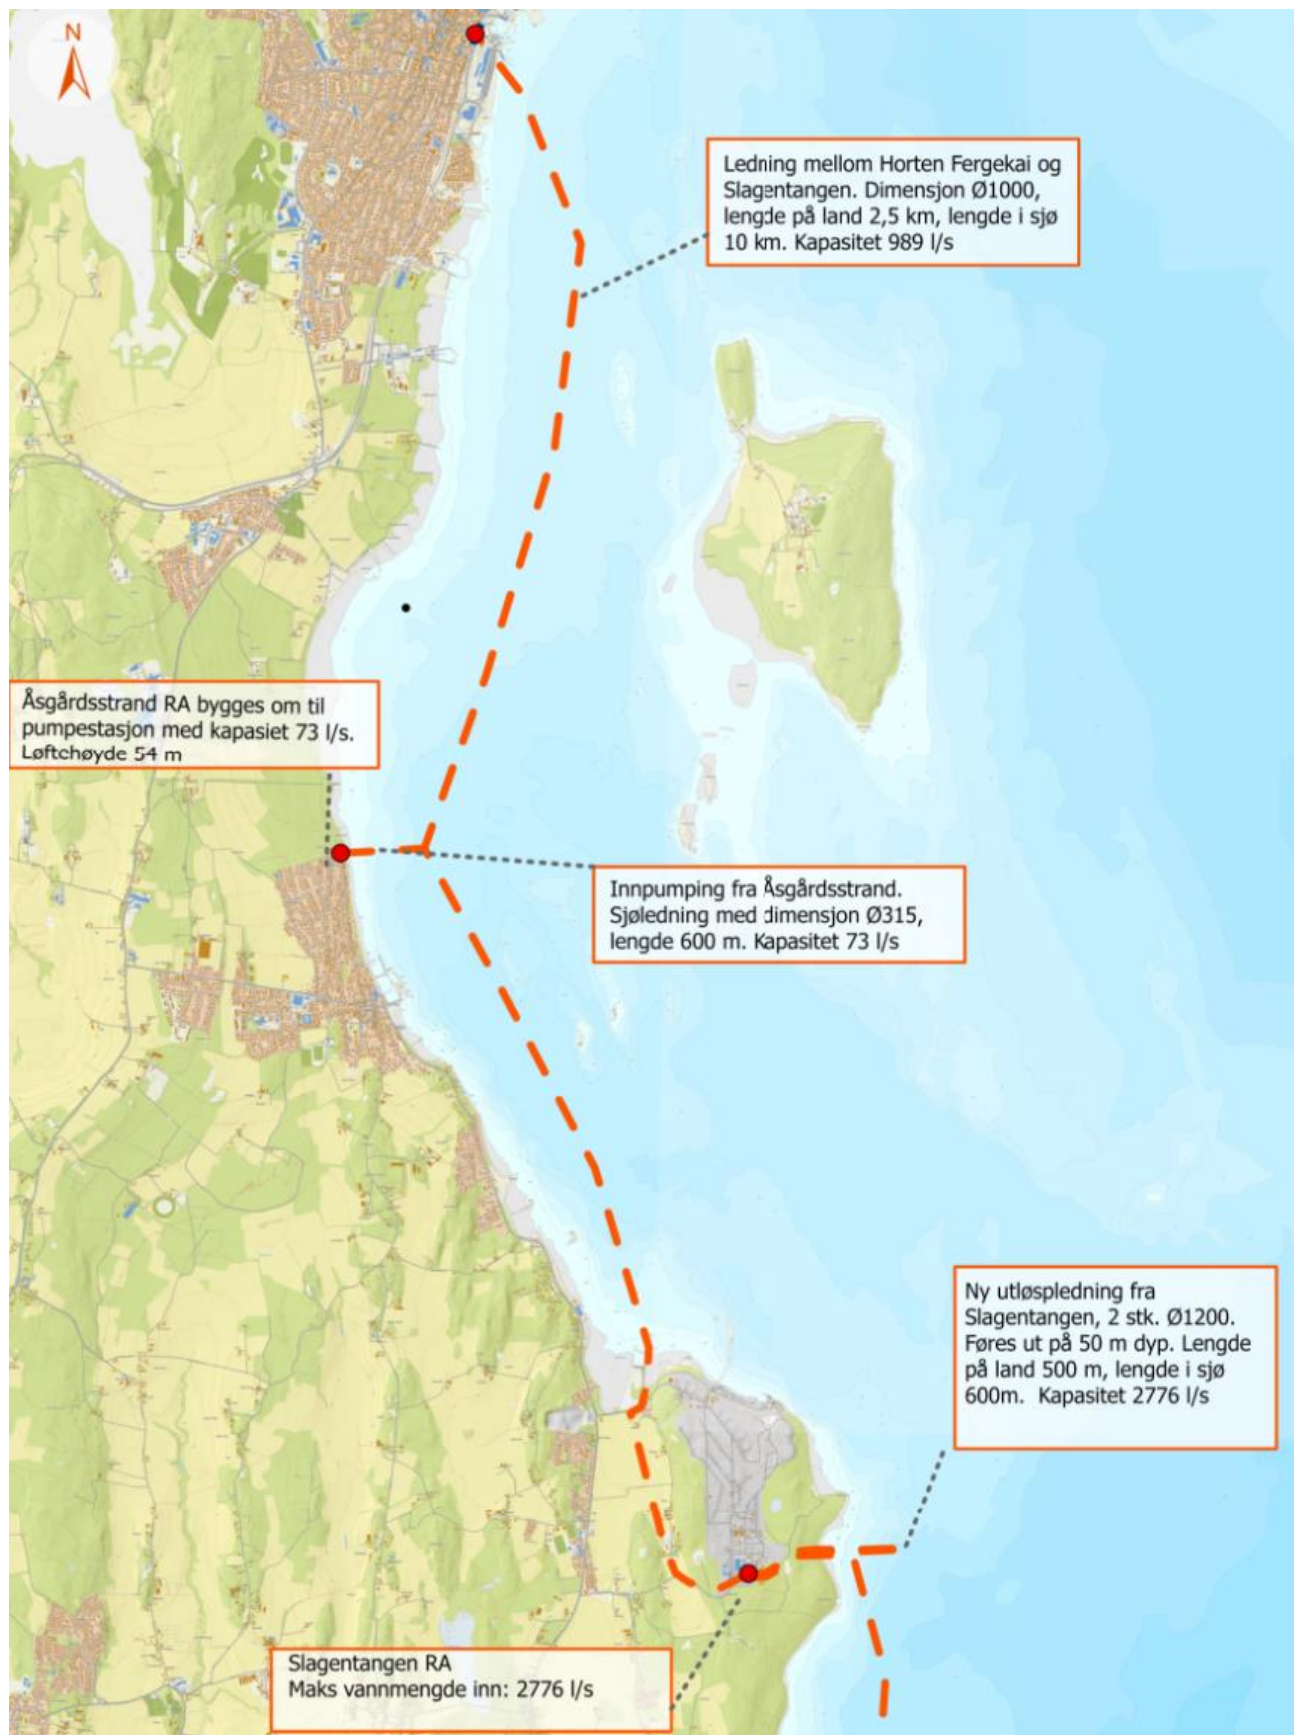 N
Ledning mellom Horten Fergekai og
Slagentangen. Dimensjon Ø1000,
lengde på land 2,5 km, lengde i sjø
10 km. Kapasitet 989 l/s
Åsgårdsstrand RA bygges om til
pumpestasjon med kapasiet 73 l/s.
Løftehøyde 54 m
Innpumping fra Åsgårdsstrand.
Sjøledning med dimensjon Ø315,
lengde 600 m. Kapasitet 73 l/s
Ny utløspledning fra
Slagentangen, 2 stk. Ø1200.
Føres ut på 50 m dyp. Lengde
på land 500 m, lengde i sjø
600m. Kapasitet 2776 l/s
Slagentangen RA
Maks vannmengde inn: 2776 l/s